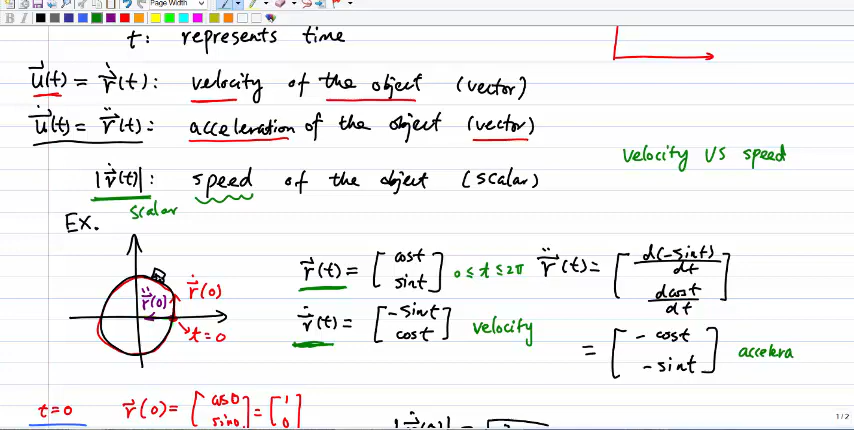 Page Width
t: represents time
u⃗(t) = ṙ⃗(t): velocity of the object (vector)
u̇⃗(t) = r̈⃗(t): acceleration of the object (vector)
velocity VS speed
|ṙ⃗(t)|: speed of the object (scalar)
scalar
EX.
r⃗(t) = [cost sint] 0≤t≤2π
r̈⃗(t) = [d(-sint)/dt dcost/dt]
ṙ⃗(0)
r̈⃗(0)
t=0
ṙ⃗(t) = [-sint cost] velocity
= [-cost -sint] accelera
t=0 r⃗(0) = [cos0 sin0] = [1 0]
1/2